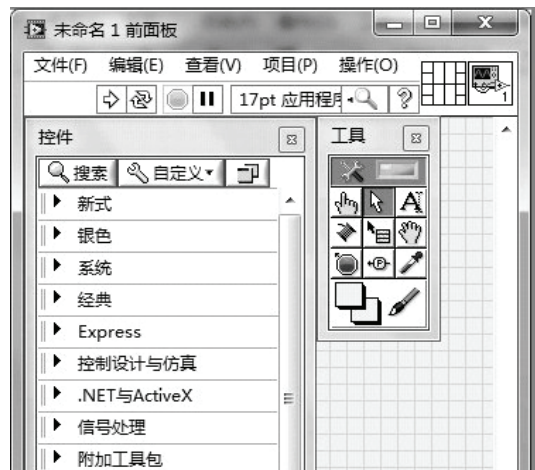 未命名 1 前面板
文件(F) 编辑(E) 查看(V) 项目(P) 操作(O)
17pt 应用程序
1
控件
工具
搜索 自定义
新式
银色
系统
经典
Express
控制设计与仿真
.NET与ActiveX
信号处理
附加工具包